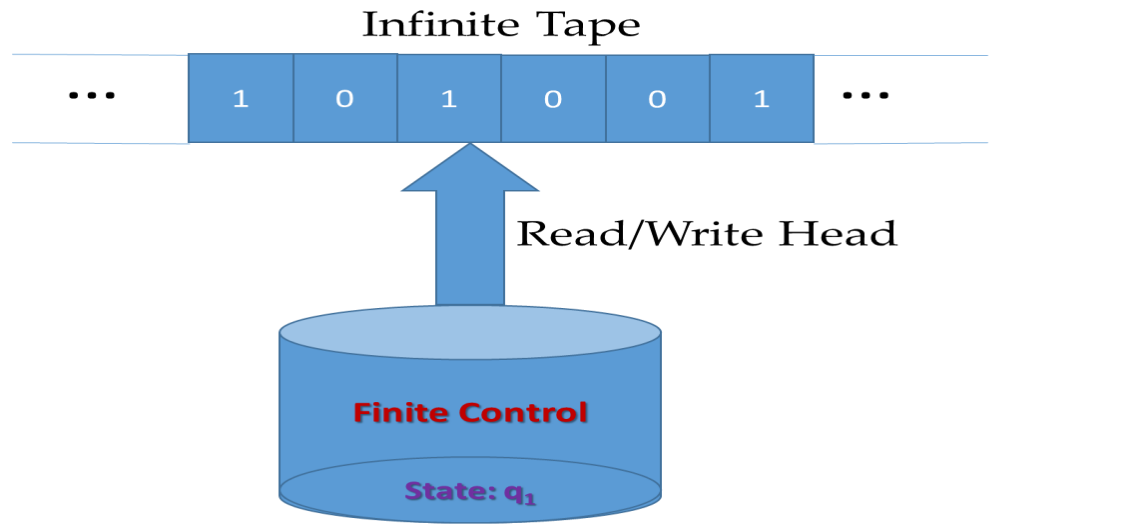 Infinite Tape
... 1 0 1 0 0 1 ...
Read/Write Head
Finite Control
State: q₁